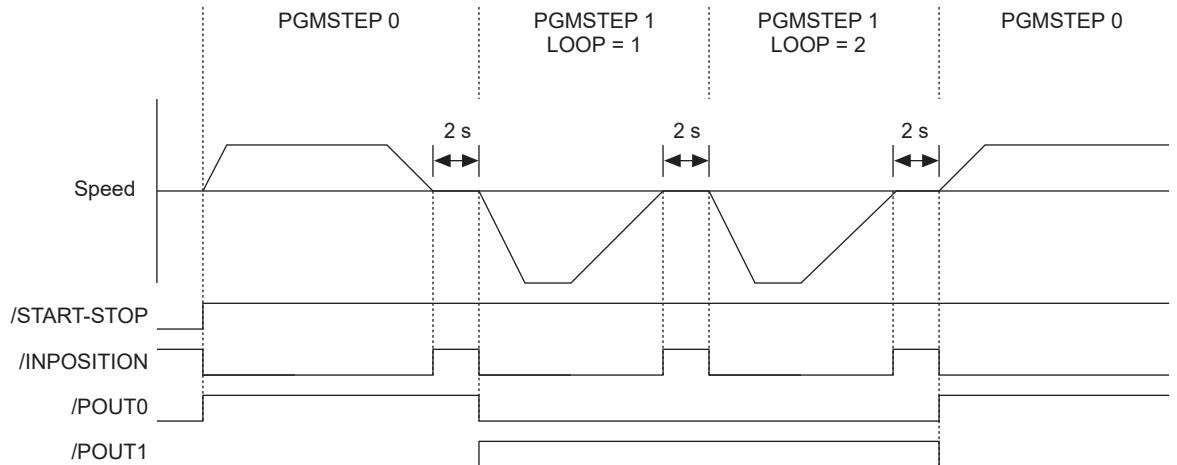 PGMSTEP 0
PGMSTEP 1
LOOP = 1
PGMSTEP 1
LOOP = 2
PGMSTEP 0
2 s
2 s
2 s
Speed
/START-STOP
/INPOSITION
/POUT0
/POUT1